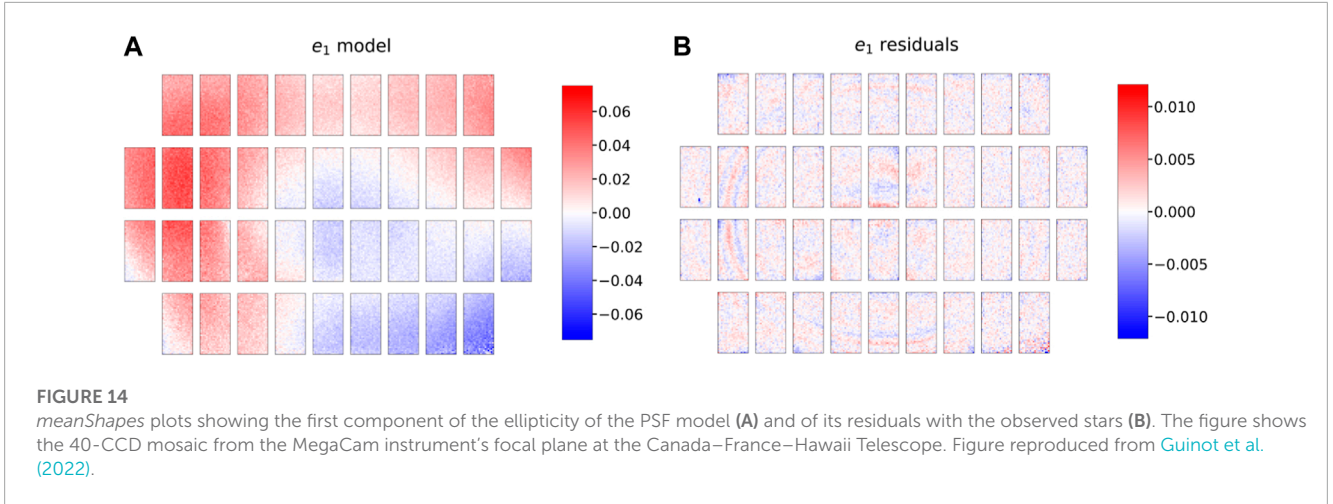 A
e1 model
0.06
0.04
0.02
0.00
−0.02
−0.04
−0.06
B
e1 residuals
0.010
0.005
0.000
−0.005
−0.010
FIGURE 14
meanShapes plots showing the first component of the ellipticity of the PSF model (A) and of its residuals with the observed stars (B). The figure shows
the 40-CCD mosaic from the MegaCam instrument's focal plane at the Canada–France–Hawaii Telescope. Figure reproduced from Guinot et al.
(2022).